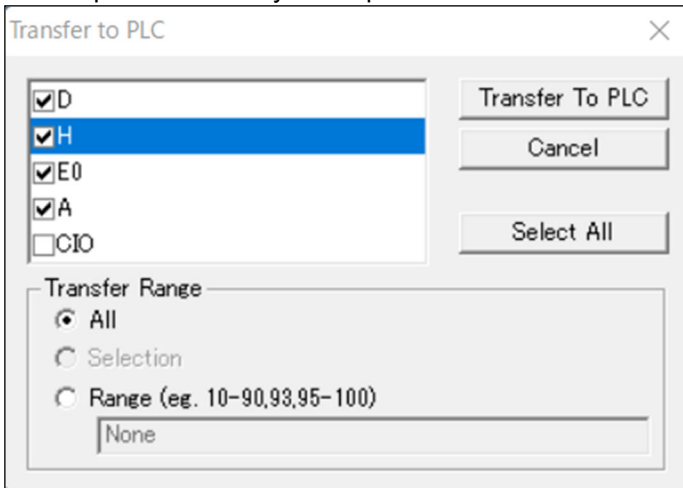 Transfer to PLC
D
H
E0
A
CIO
Transfer To PLC
Cancel
Select All
Transfer Range
All
Selection
Range (eg. 10-90,93,95-100)
None